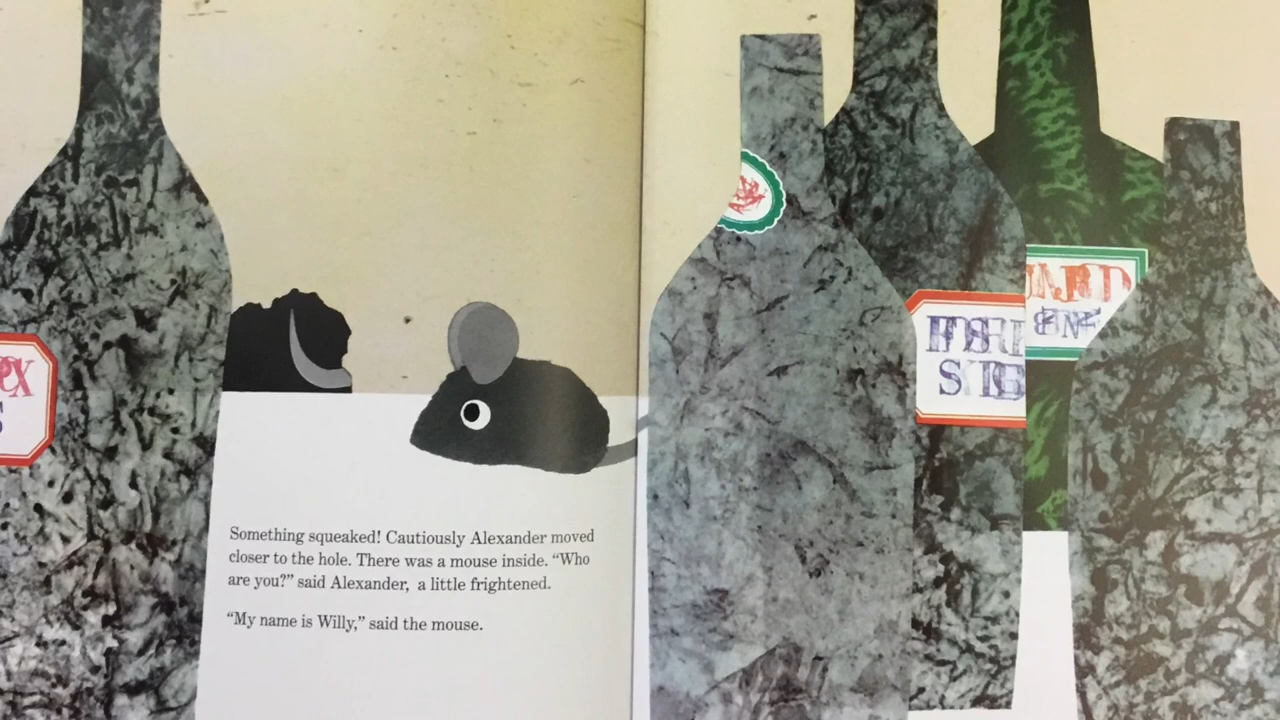 Something squeaked! Cautiously Alexander moved
closer to the hole. There was a mouse inside. “Who
are you?” said Alexander, a little frightened.
“My name is Willy,” said the mouse.